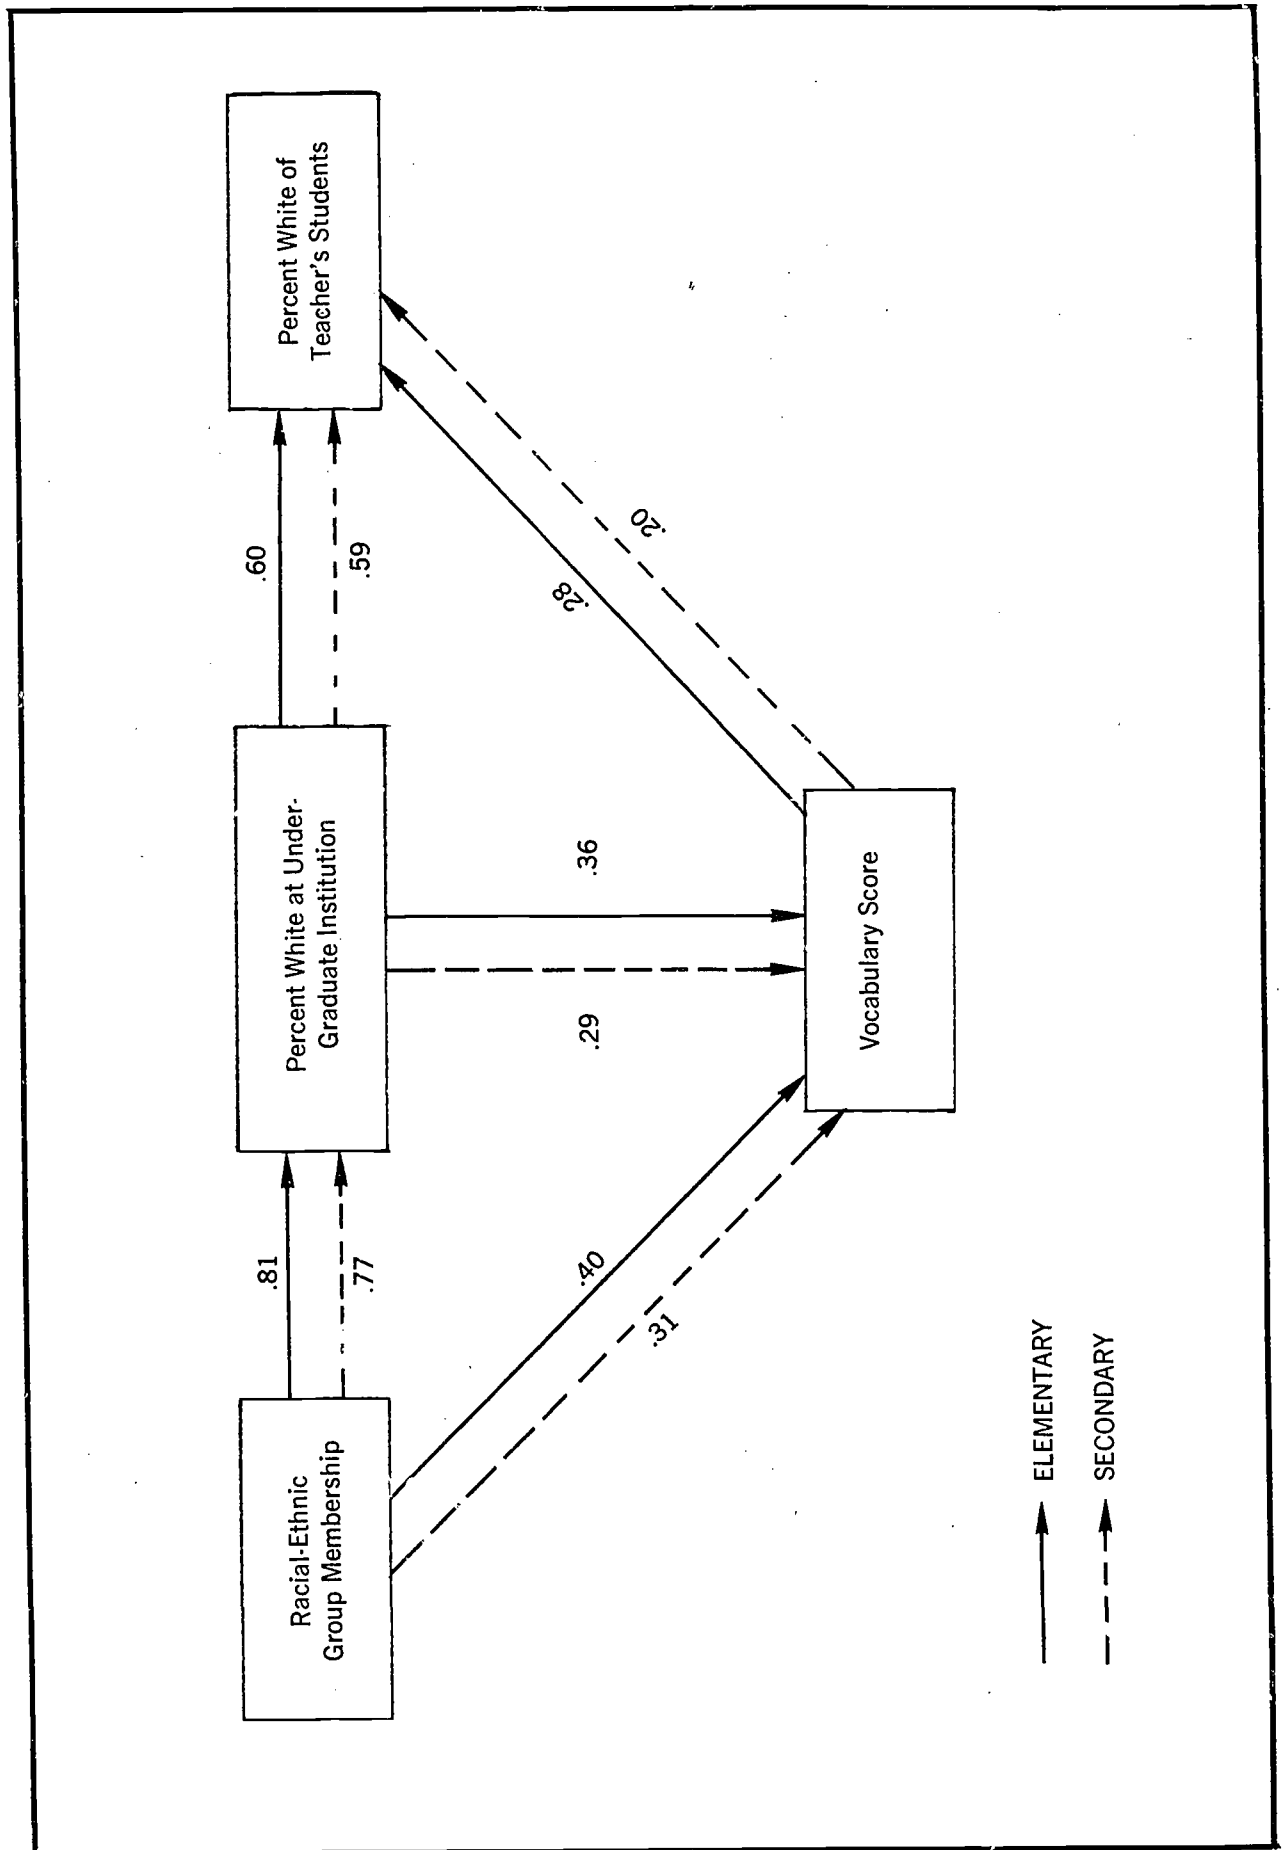 Racial-Ethnic
Group Membership
.81
.77
Percent White at Under-
Graduate Institution
.60
.59
Percent White of
Teacher's Students
.40
.31
.29
.36
.28
.20
Vocabulary Score
ELEMENTARY
SECONDARY